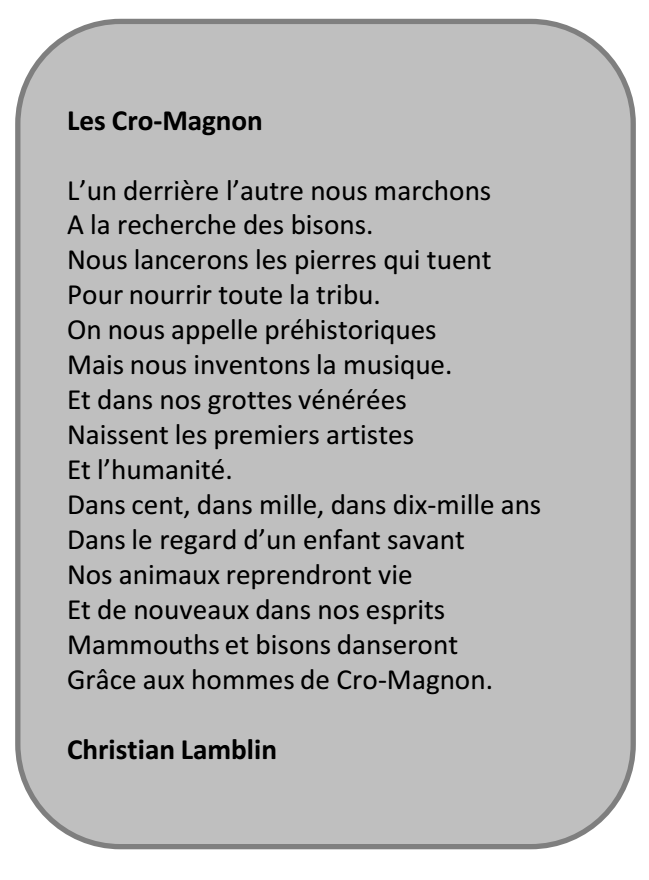 Les Cro-Magnon
L’un derrière l’autre nous marchons
A la recherche des bisons.
Nous lancerons les pierres qui tuent
Pour nourrir toute la tribu.
On nous appelle préhistoriques
Mais nous inventons la musique.
Et dans nos grottes vénérées
Naissent les premiers artistes
Et l’humanité.
Dans cent, dans mille, dans dix-mille ans
Dans le regard d’un enfant savant
Nos animaux reprendront vie
Et de nouveaux dans nos esprits
Mammouths et bisons danseront
Grâce aux hommes de Cro-Magnon.
Christian Lamblin